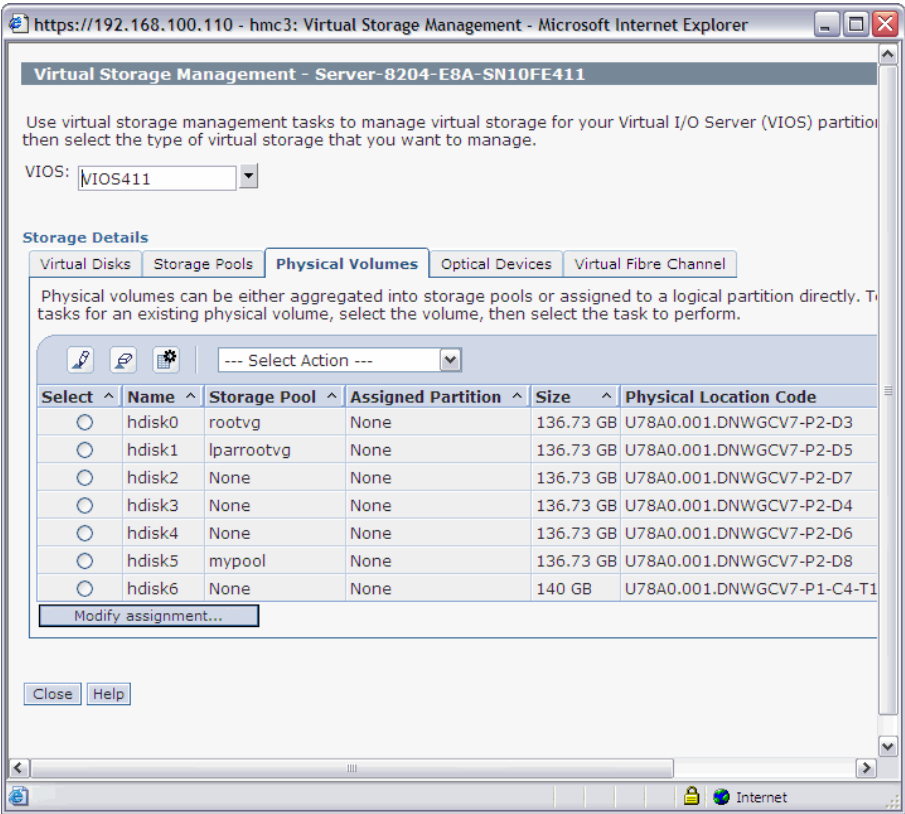 https://192.168.100.110 - hmc3: Virtual Storage Management - Microsoft Internet Explorer
Virtual Storage Management - Server-8204-E8A-SN10FE411
Use virtual storage management tasks to manage virtual storage for your Virtual I/O Server (VIOS) partition
then select the type of virtual storage that you want to manage.
VIOS: VIOS411
Storage Details
Virtual Disks Storage Pools Physical Volumes Optical Devices Virtual Fibre Channel
Physical volumes can be either aggregated into storage pools or assigned to a logical partition directly. T
tasks for an existing physical volume, select the volume, then select the task to perform.
--- Select Action ---
Select ^ Name ^ Storage Pool ^ Assigned Partition ^ Size ^ Physical Location Code
hdisk0 rootvg None 136.73 GB U78A0.001.DNWGCV7-P2-D3
hdisk1 lparrootvg None 136.73 GB U78A0.001.DNWGCV7-P2-D5
hdisk2 None None 136.73 GB U78A0.001.DNWGCV7-P2-D7
hdisk3 None None 136.73 GB U78A0.001.DNWGCV7-P2-D4
hdisk4 None None 136.73 GB U78A0.001.DNWGCV7-P2-D6
hdisk5 mypool None 136.73 GB U78A0.001.DNWGCV7-P2-D8
hdisk6 None None 140 GB U78A0.001.DNWGCV7-P1-C4-T1
Modify assignment...
Close Help
Internet